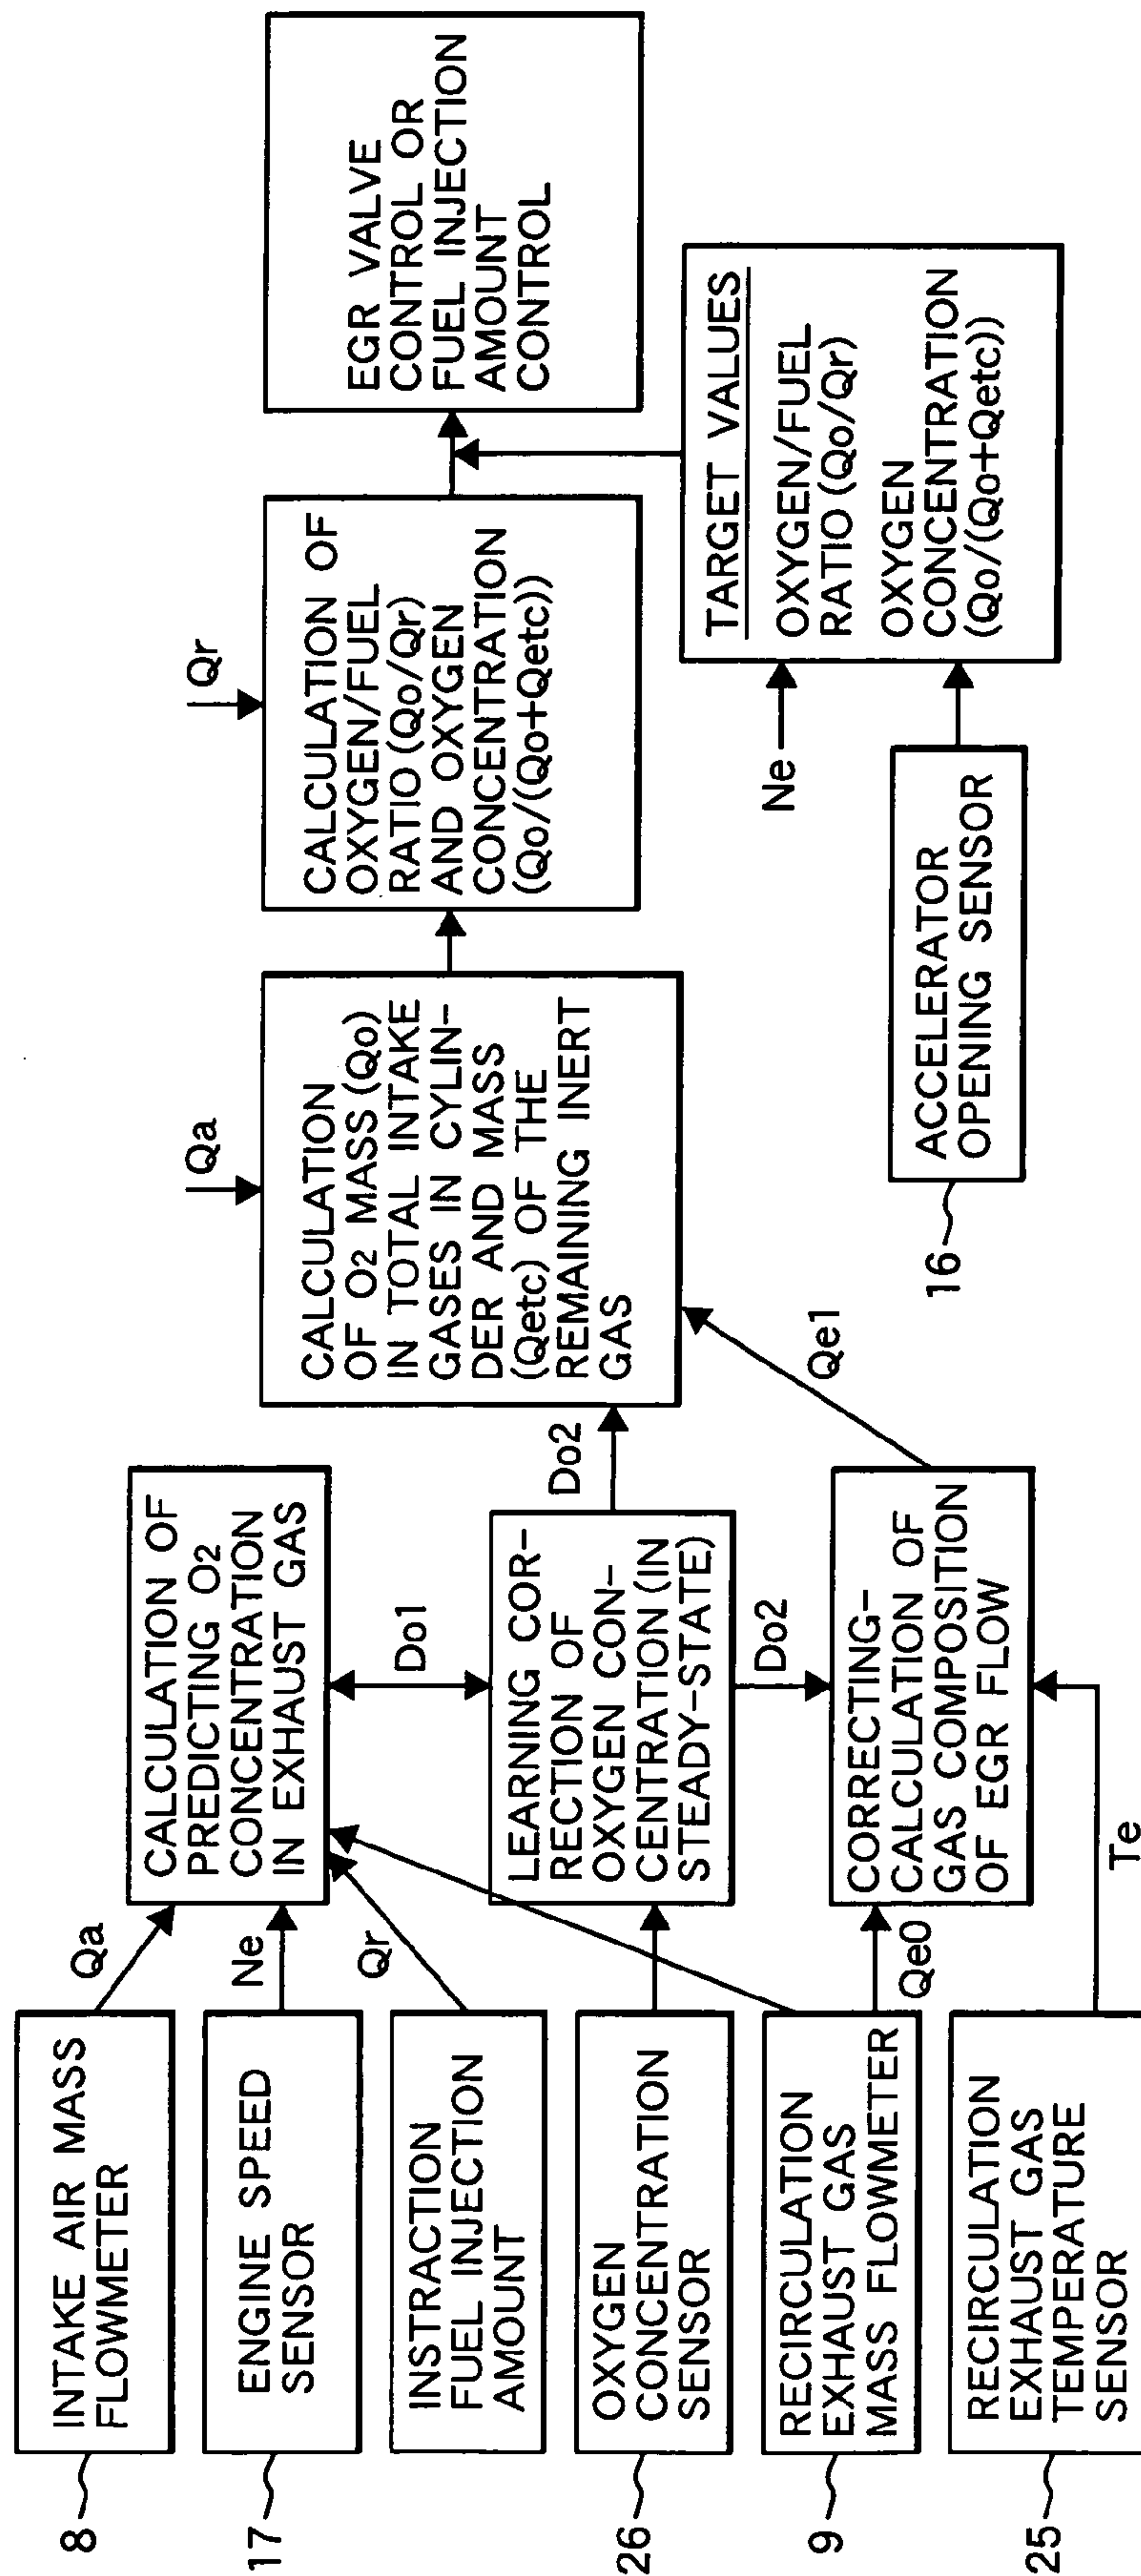 8
INTAKE AIR MASS
FLOWMETER
17
ENGINE SPEED
SENSOR
INSTRACTION
FUEL INJECTION
AMOUNT
26
OXYGEN
CONCENTRATION
SENSOR
9
RECIRCULATION
EXHAUST GAS
MASS FLOWMETER
25
RECIRCULATION
EXHAUST GAS
TEMPERATURE
SENSOR
Qa
Ne
Qr
Qe0
Te
CALCULATION OF
PREDICTING O2
CONCENTRATION
IN EXHAUST GAS
Do1
LEARNING COR-
RECTION OF
OXYGEN CON-
CENTRATION (IN
STEADY-STATE)
Do2
CORRECTING-
CALCULATION OF
GAS COMPOSITION
OF EGR FLOW
Do2
Qe1
Qa
CALCULATION
OF O2 MASS (Qo)
IN TOTAL INTAKE
GASES IN CYLIN-
DER AND MASS
(Qetc) OF THE
REMAINING INERT
GAS
Qr
CALCULATION OF
OXYGEN/FUEL
RATIO (Qo/Qr)
AND OXYGEN
CONCENTRATION
(Qo/(Qo+Qetc))
16
ACCELERATOR
OPENING SENSOR
Ne
TARGET VALUES
OXYGEN/FUEL
RATIO (Qo/Qr)
OXYGEN
CONCENTRATION
(Qo/(Qo+Qetc))
EGR VALVE
CONTROL OR
FUEL INJECTION
AMOUNT
CONTROL